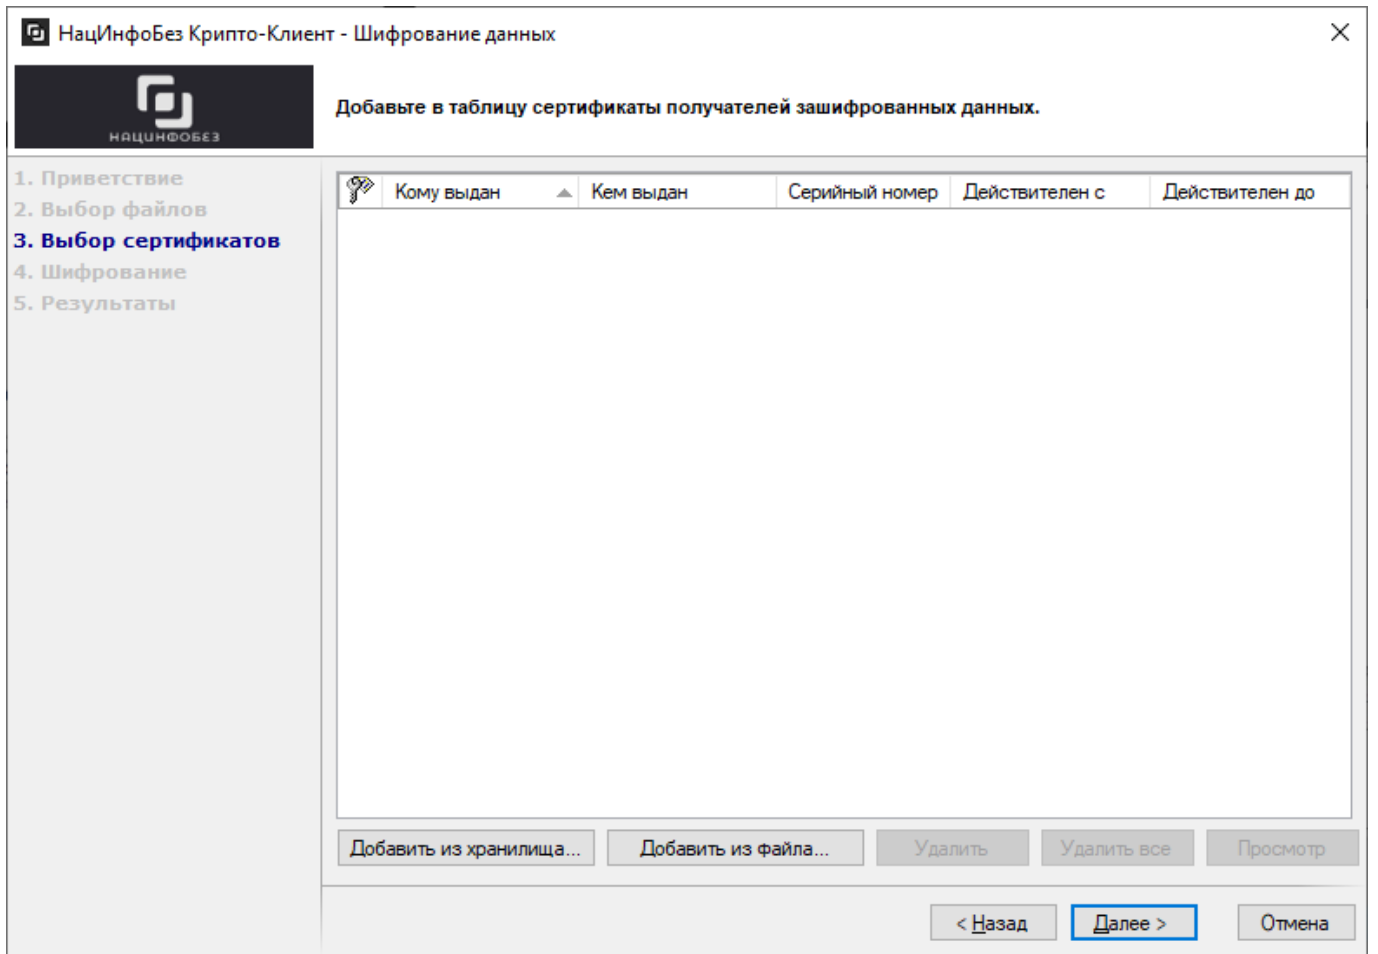 НацИнфоБез Крипто-Клиент - Шифрование данных
НАЦИНФОБЕЗ
Добавьте в таблицу сертификаты получателей зашифрованных данных.
1. Приветствие
2. Выбор файлов
3. Выбор сертификатов
4. Шифрование
5. Результаты
Кому выдан Кем выдан Серийный номер Действителен с Действителен до
Добавить из хранилища... Добавить из файла... Удалить Удалить все Просмотр
< Назад Далее > Отмена